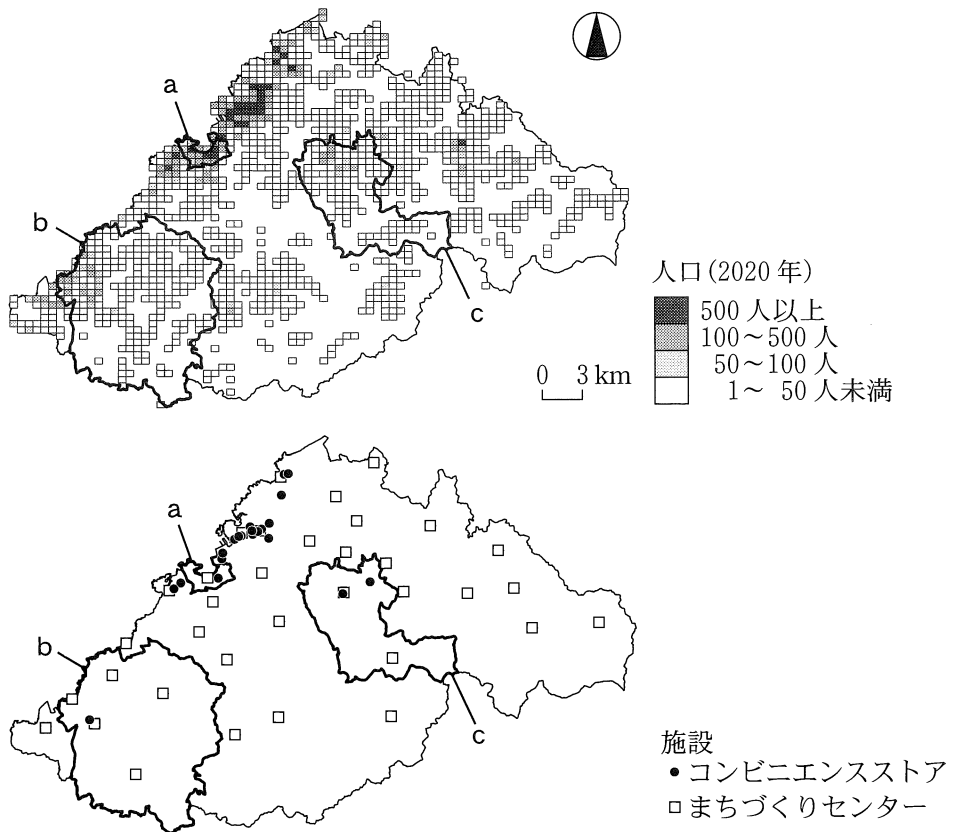 a
b
c
人口(2020年)
500人以上
100～500人
50～100人
1～50人未満
0 3km
a
b
c
施設
コンビニエンスストア
まちづくりセンター